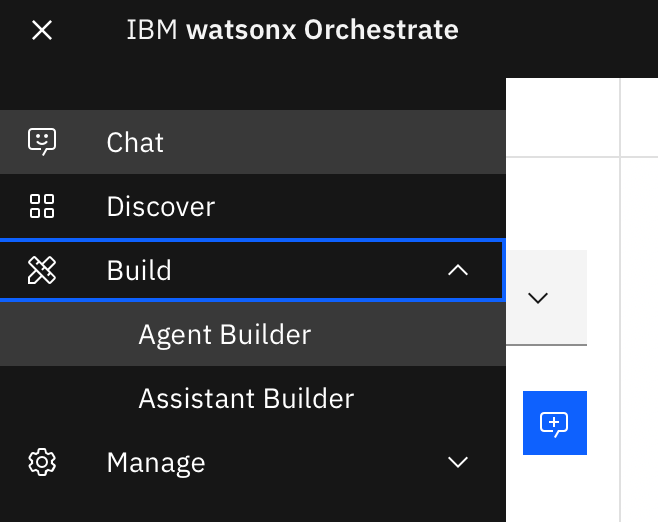 IBM watsonx Orchestrate
Chat
Discover
Build
Agent Builder
Assistant Builder
Manage